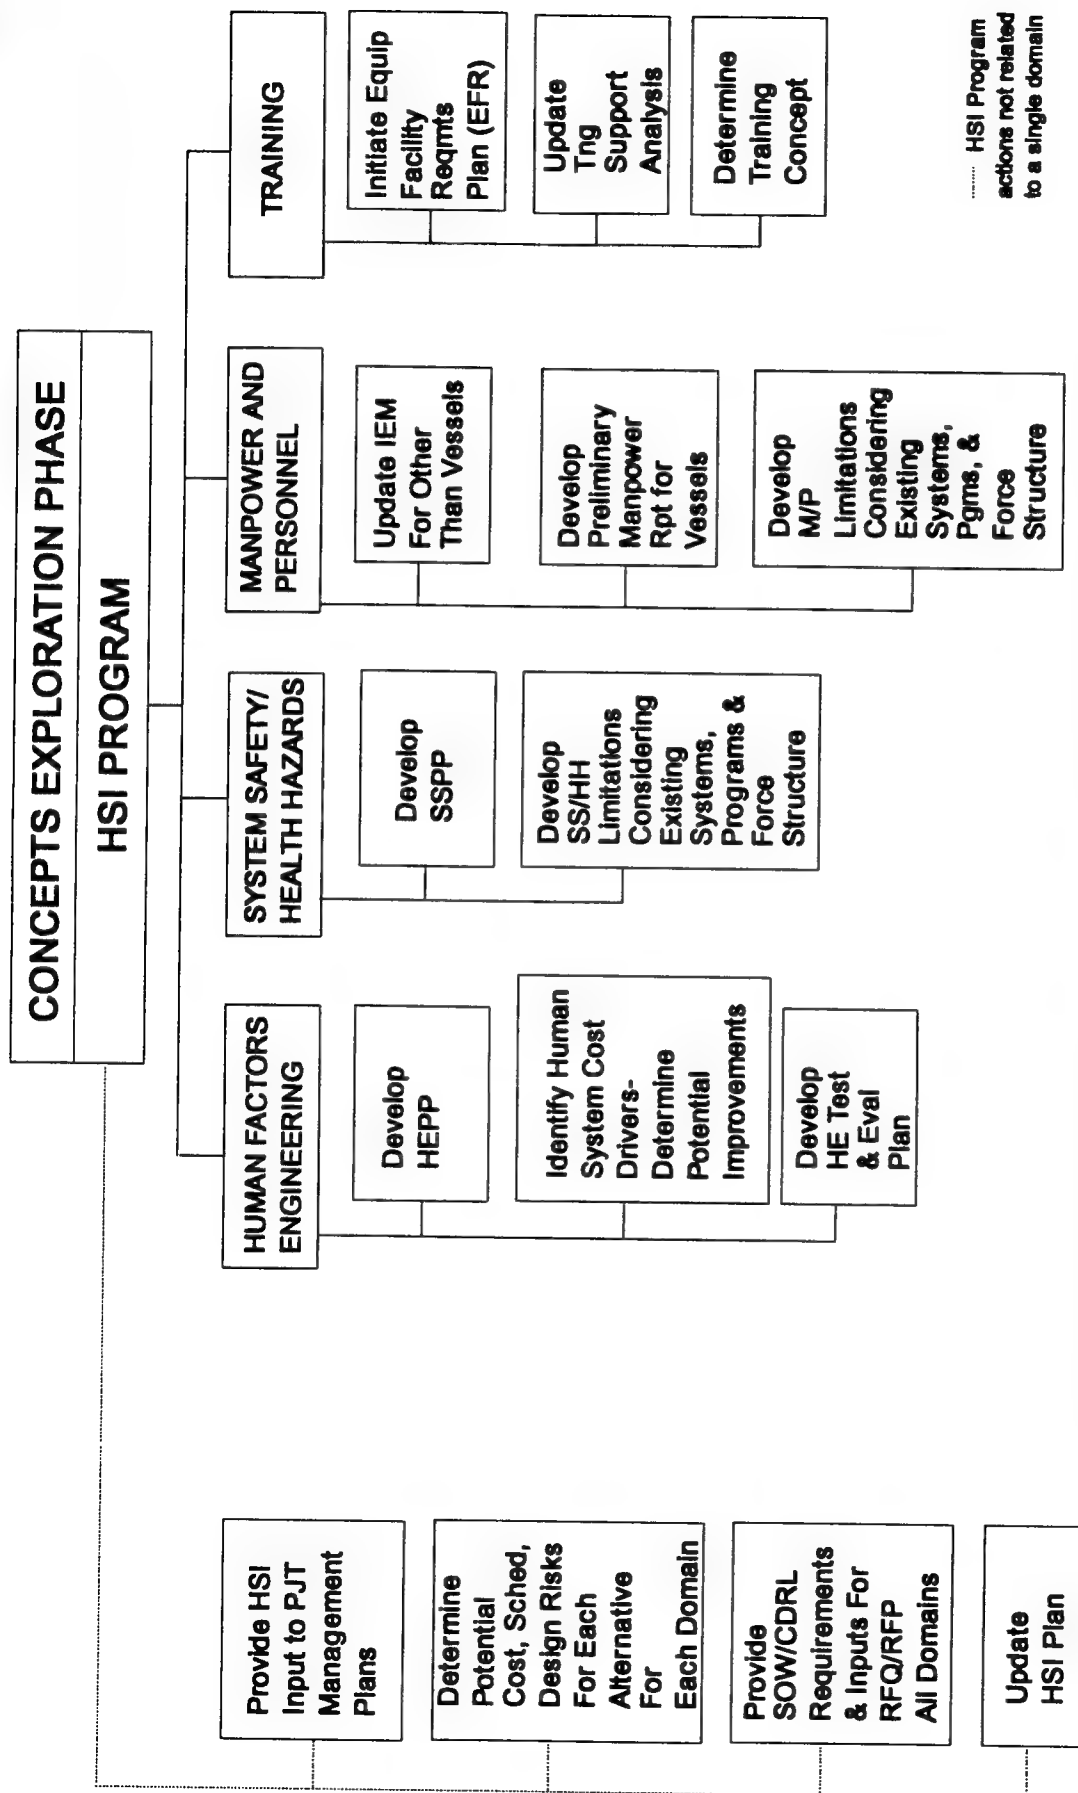 CONCEPTS EXPLORATION PHASE
HSI PROGRAM
Provide HSI
Input to PJT
Management
Plans
Determine
Potential
Cost, Sched,
Design Risks
For Each
Alternative
For
Each Domain
Provide
SOW/CDRL
Requirements
& Inputs For
RFQ/RFP
All Domains
Update
HSI Plan
HUMAN FACTORS
ENGINEERING
Develop
HEPP
Identify Human
System Cost
Drivers-
Determine
Potential
Improvements
Develop
HE Test
& Eval
Plan
SYSTEM SAFETY/
HEALTH HAZARDS
Develop
SSPP
Develop
SS/HH
Limitations
Considering
Existing
Systems,
Programs &
Force
Structure
MANPOWER AND
PERSONNEL
Update IEM
For Other
Than Vessels
Develop
Preliminary
Manpower
Rpt for
Vessels
Develop
M/P
Limitations
Considering
Existing
Systems,
Pgms, &
Force
Structure
TRAINING
Initiate Equip
Facility
Reqmts
Plan (EFR)
Update
Tng
Support
Analysis
Determine
Training
Concept
HSI Program
actions not related
to a single domain